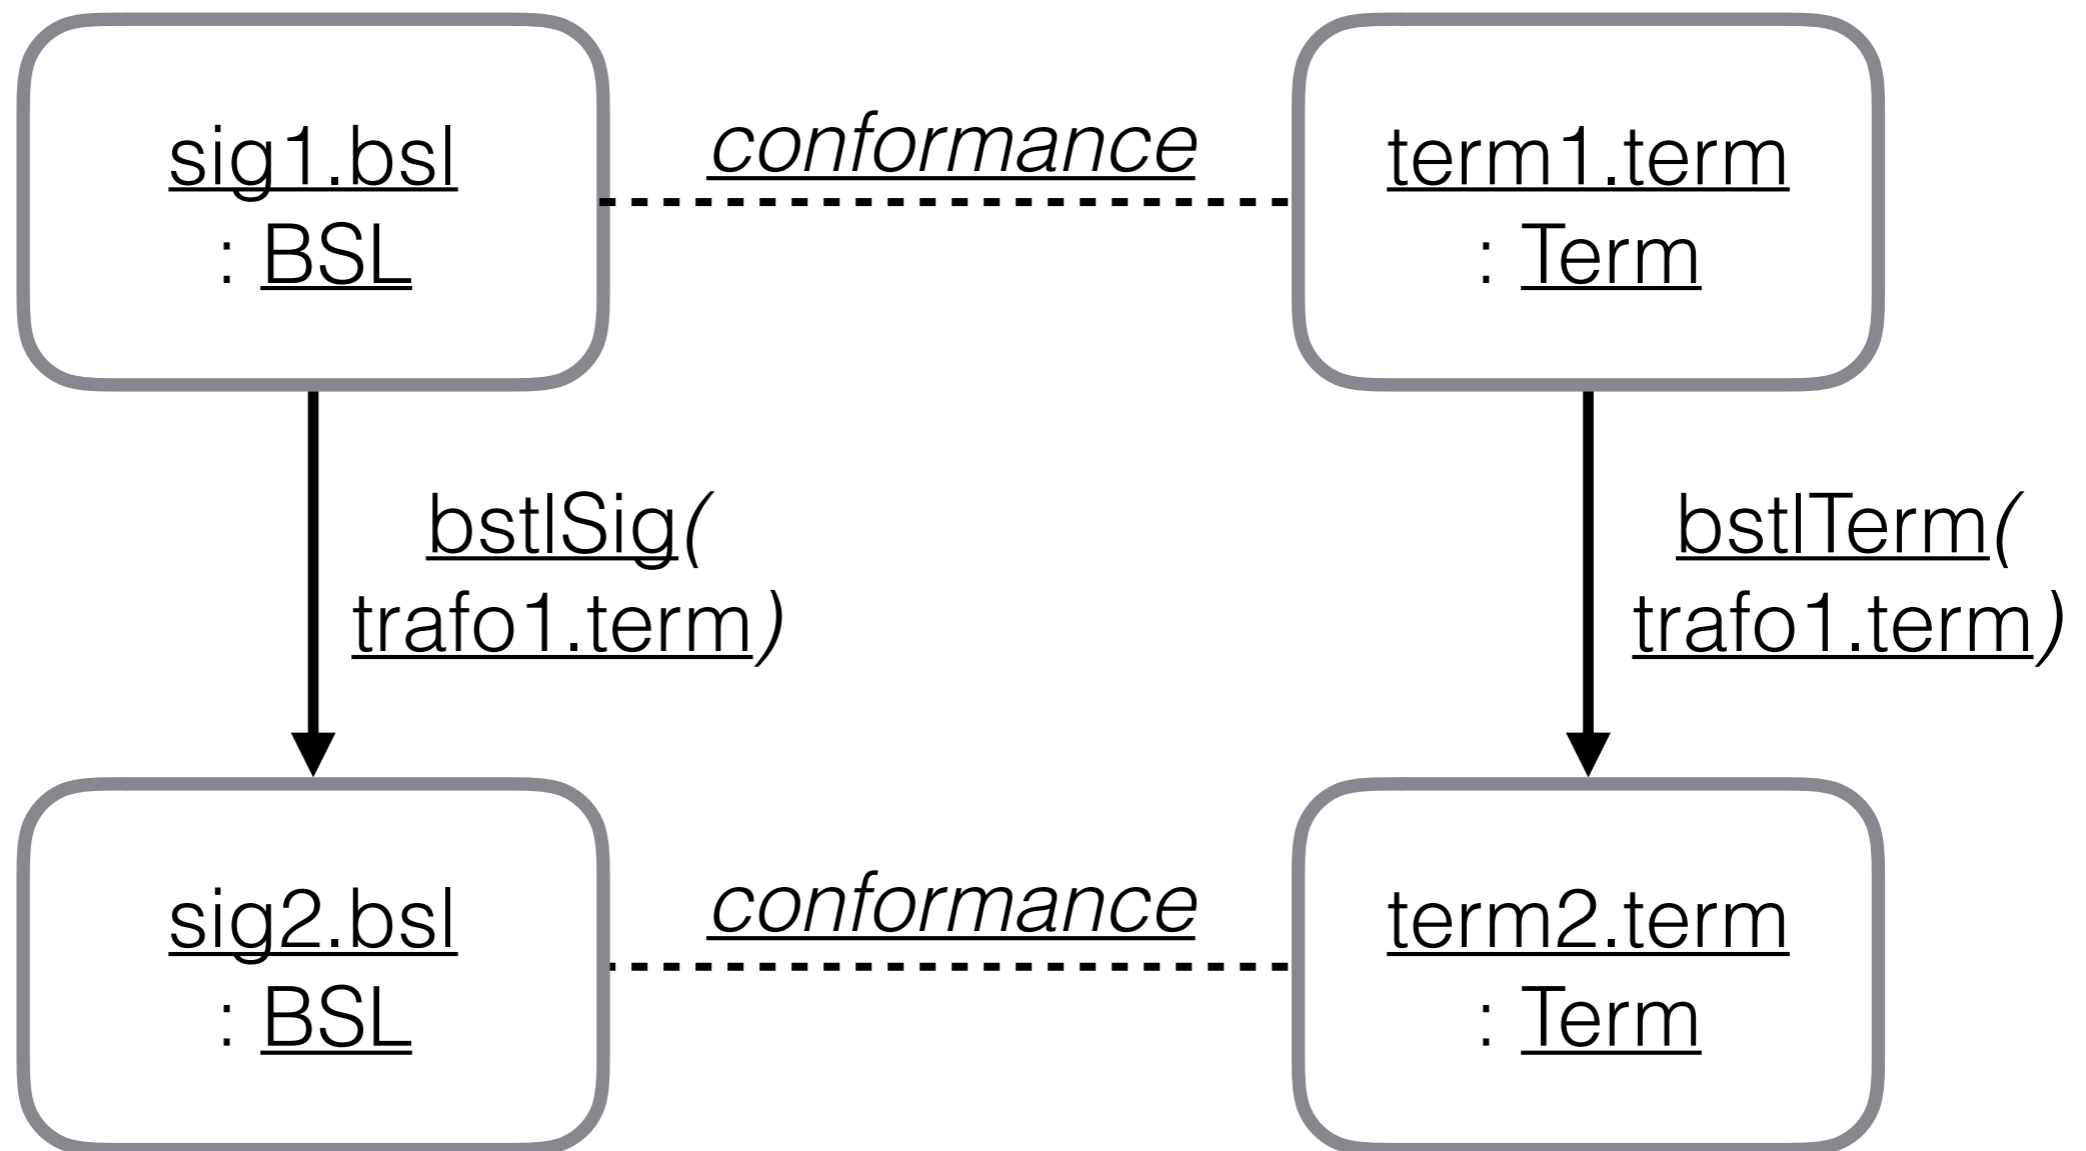 sig1.bsl
: BSL
conformance
term1.term
: Term
bstlSig(
trafo1.term)
bstlTerm(
trafo1.term)
sig2.bsl
: BSL
conformance
term2.term
: Term